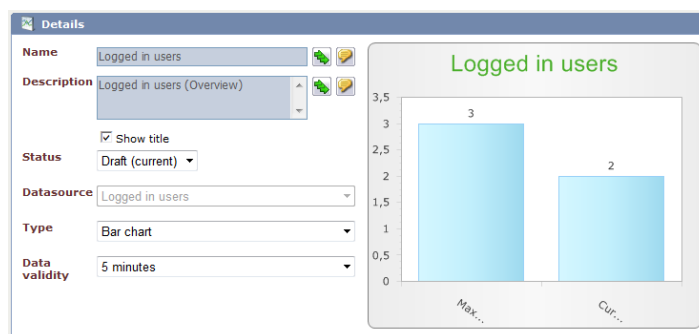 Details
Name
Logged in users
Description
Logged in users (Overview)
Show title
Status
Draft (current)
Datasource
Logged in users
Type
Bar chart
Data
validity
5 minutes
Logged in users
3,5
3
2,5
2
1,5
1
0,5
0
3
2
Max...
Cur...